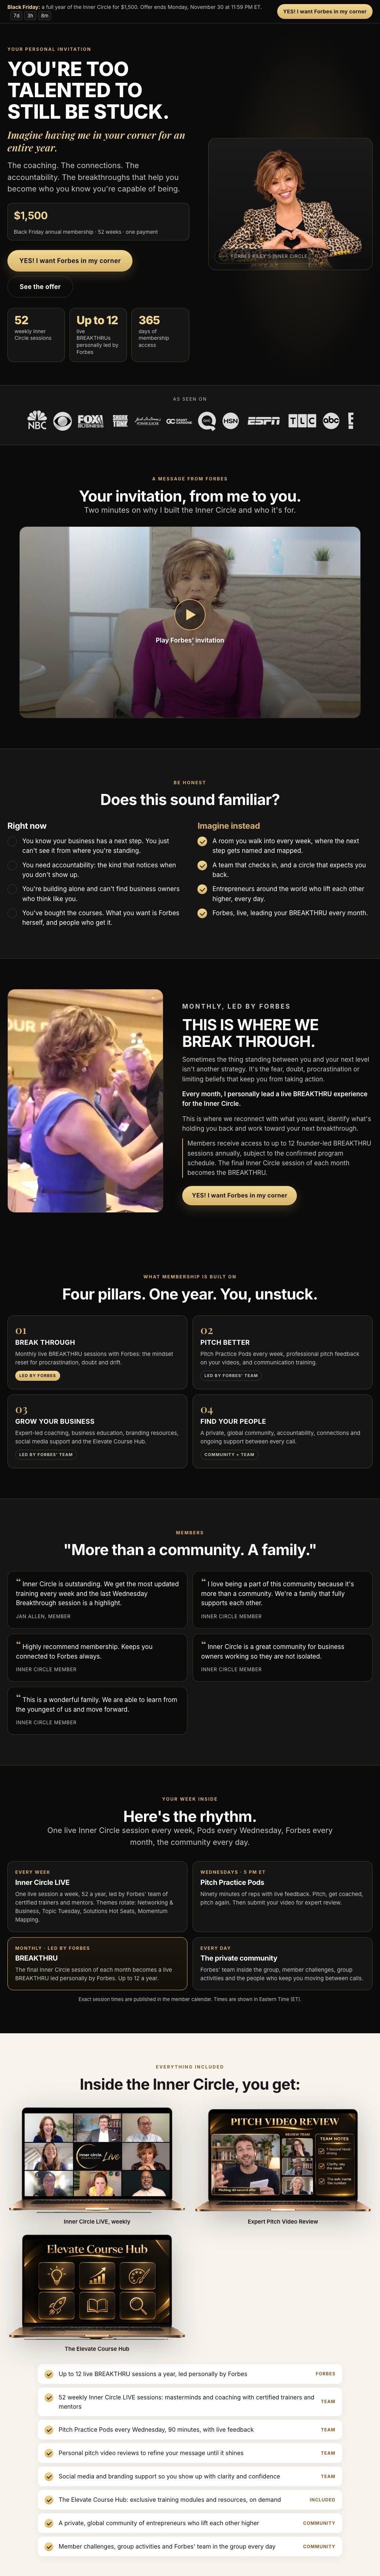 Black Friday: a full year of the Inner Circle for $1,500. Offer ends Monday, November 30 at 11:59 PM ET.
7d 3h 8m
YES! I want Forbes in my corner
YOUR PERSONAL INVITATION
YOU'RE TOO
TALENTED TO
STILL BE STUCK.
Imagine having me in your corner for an
entire year.
The coaching. The connections. The
accountability. The breakthroughs that help you
become who you know you're capable of being.
$1,500
Black Friday annual membership · 52 weeks · one payment
YES! I want Forbes in my corner
See the offer
52
weekly Inner
Circle sessions
Up to 12
live
BREAKTHRUs
personally led by
Forbes
365
days of
membership
access
FORBES RILEY'S INNER CIRCLE
AS SEEN ON
NBC
FOX
BUSINESS
SHARK
TANK
GRANT
CARDONE
HSN
ESPN
TLC
abc
A MESSAGE FROM FORBES
Your invitation, from me to you.
Two minutes on why I built the Inner Circle and who it's for.
Play Forbes' invitation
BE HONEST
Does this sound familiar?
Right now
You know your business has a next step. You just
can't see it from where you're standing.
You need accountability: the kind that notices when
you don't show up.
You're building alone and can't find business owners
who think like you.
You've bought the courses. What you want is Forbes
herself, and people who get it.
Imagine instead
A room you walk into every week, where the next
step gets named and mapped.
A team that checks in, and a circle that expects you
back.
Entrepreneurs around the world who lift each other
higher, every day.
Forbes, live, leading your BREAKTHRU every month.
MONTHLY, LED BY FORBES
THIS IS WHERE WE
BREAK THROUGH.
Sometimes the thing standing between you and your next level
isn't another strategy. It's the fear, doubt, procrastination or
limiting beliefs that keep you from taking action.
Every month, I personally lead a live BREAKTHRU experience
for the Inner Circle.
This is where we reconnect with what you want, identify what's
holding you back and work toward your next breakthrough.
Members receive access to up to 12 founder-led BREAKTHRU
sessions annually, subject to the confirmed program
schedule. The final Inner Circle session of each month
becomes the BREAKTHRU.
YES! I want Forbes in my corner
WHAT MEMBERSHIP IS BUILT ON
Four pillars. One year. You, unstuck.
01
BREAK THROUGH
Monthly live BREAKTHRU sessions with Forbes: the mindset
reset for procrastination, doubt and drift.
LED BY FORBES
02
PITCH BETTER
Pitch Practice Pods every week, professional pitch feedback
on your videos, and communication training.
LED BY FORBES' TEAM
03
GROW YOUR BUSINESS
Expert-led coaching, business education, branding resources,
social media support and the Elevate Course Hub.
LED BY FORBES' TEAM
04
FIND YOUR PEOPLE
A private, global community, accountability, connections and
ongoing support between every call.
COMMUNITY + TEAM
MEMBERS
"More than a community. A family."
“ Inner Circle is outstanding. We get the most updated
training every week and the last Wednesday
Breakthrough session is a highlight.
JAN ALLEN, MEMBER
“ I love being a part of this community because it's
more than a community. We're a family that fully
supports each other.
INNER CIRCLE MEMBER
“ Highly recommend membership. Keeps you
connected to Forbes always.
INNER CIRCLE MEMBER
“ Inner Circle is a great community for business
owners working so they are not isolated.
INNER CIRCLE MEMBER
“ This is a wonderful family. We are able to learn from
the youngest of us and move forward.
INNER CIRCLE MEMBER
YOUR WEEK INSIDE
Here's the rhythm.
One live Inner Circle session every week, Pods every Wednesday, Forbes every
month, the community every day.
EVERY WEEK
Inner Circle LIVE
One live session a week, 52 a year, led by Forbes' team of
certified trainers and mentors. Themes rotate: Networking &
Business, Topic Tuesday, Solutions Hot Seats, Momentum
Mapping.
WEDNESDAYS · 5 PM ET
Pitch Practice Pods
Ninety minutes of reps with live feedback. Pitch, get coached,
pitch again. Then submit your video for expert review.
MONTHLY · LED BY FORBES
BREAKTHRU
The final Inner Circle session of each month becomes a live
BREAKTHRU led personally by Forbes. Up to 12 a year.
EVERY DAY
The private community
Forbes' team inside the group, member challenges, group
activities and the people who keep you moving between calls.
Exact session times are published in the member calendar. Times are shown in Eastern Time (ET).
EVERYTHING INCLUDED
Inside the Inner Circle, you get:
inner circle Live
Inner Circle LIVE, weekly
PITCH VIDEO REVIEW
REVIEW TEAM
TEAM NOTES
Expert Pitch Video Review
Elevate Course Hub
The Elevate Course Hub
Up to 12 live BREAKTHRU sessions a year, led personally by Forbes
FORBES
52 weekly Inner Circle LIVE sessions: masterminds and coaching with certified trainers and
mentors
TEAM
Pitch Practice Pods every Wednesday, 90 minutes, with live feedback
TEAM
Personal pitch video reviews to refine your message until it shines
TEAM
Social media and branding support so you show up with clarity and confidence
TEAM
The Elevate Course Hub: exclusive training modules and resources, on demand
INCLUDED
A private, global community of entrepreneurs who lift each other higher
COMMUNITY
Member challenges, group activities and Forbes' team in the group every day
COMMUNITY